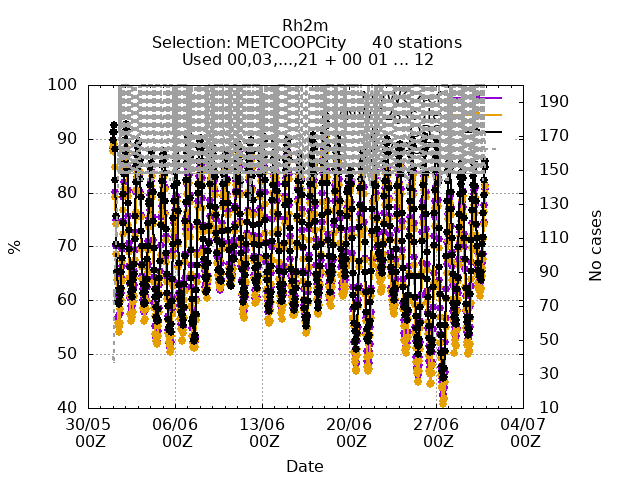 Rh2m
Selection: METCOOPCity 40 stations
Used 00,03,...,21 + 00 01 ... 12
100
90
80
70
60
50
40
%
190
170
150
130
110
90
70
50
30
10
No cases
30/05 06/06 13/06 20/06 27/06 04/07
00Z 00Z 00Z 00Z 00Z 00Z
Date